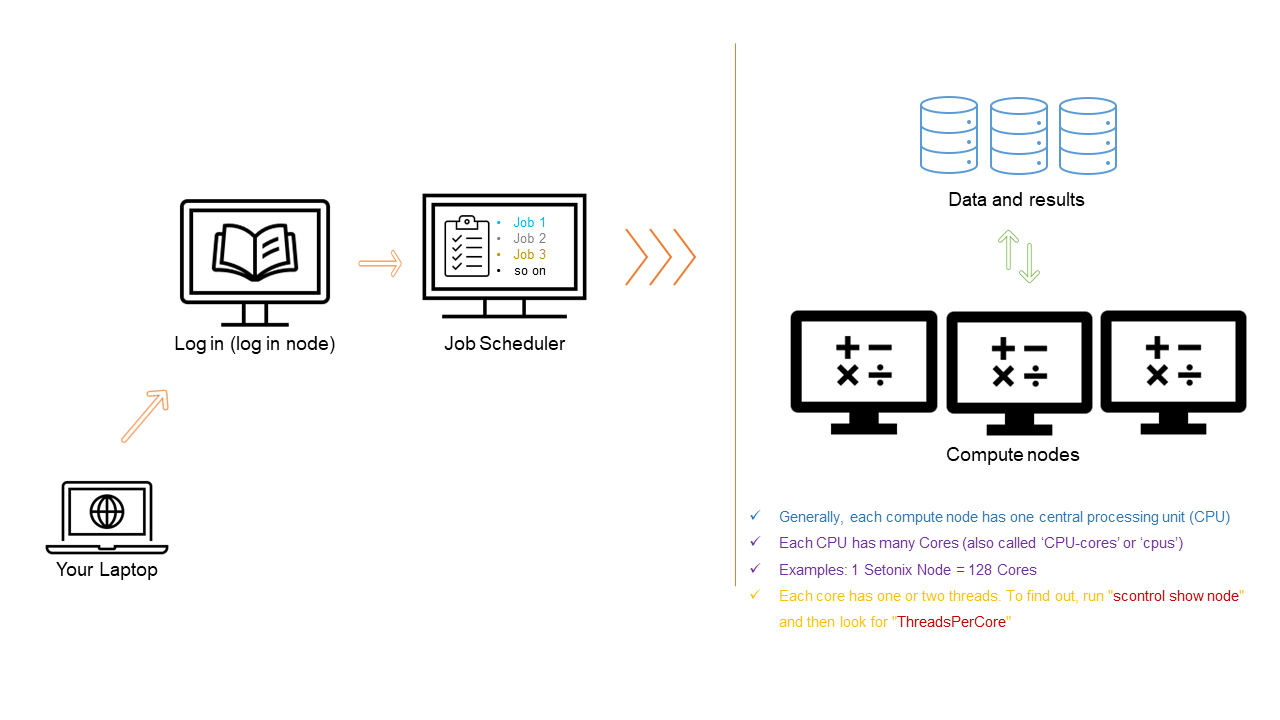 Data and results
• Job 1
• Job 2
• Job 3
• so on
Log in (log in node)
Job Scheduler
Compute nodes
Your Laptop
✓ Generally, each compute node has one central processing unit (CPU)
✓ Each CPU has many Cores (also called ‘CPU-cores’ or ‘cpus’)
✓ Examples: 1 Setonix Node = 128 Cores
✓ Each core has one or two threads. To find out, run "scontrol show node"
and then look for "ThreadsPerCore"